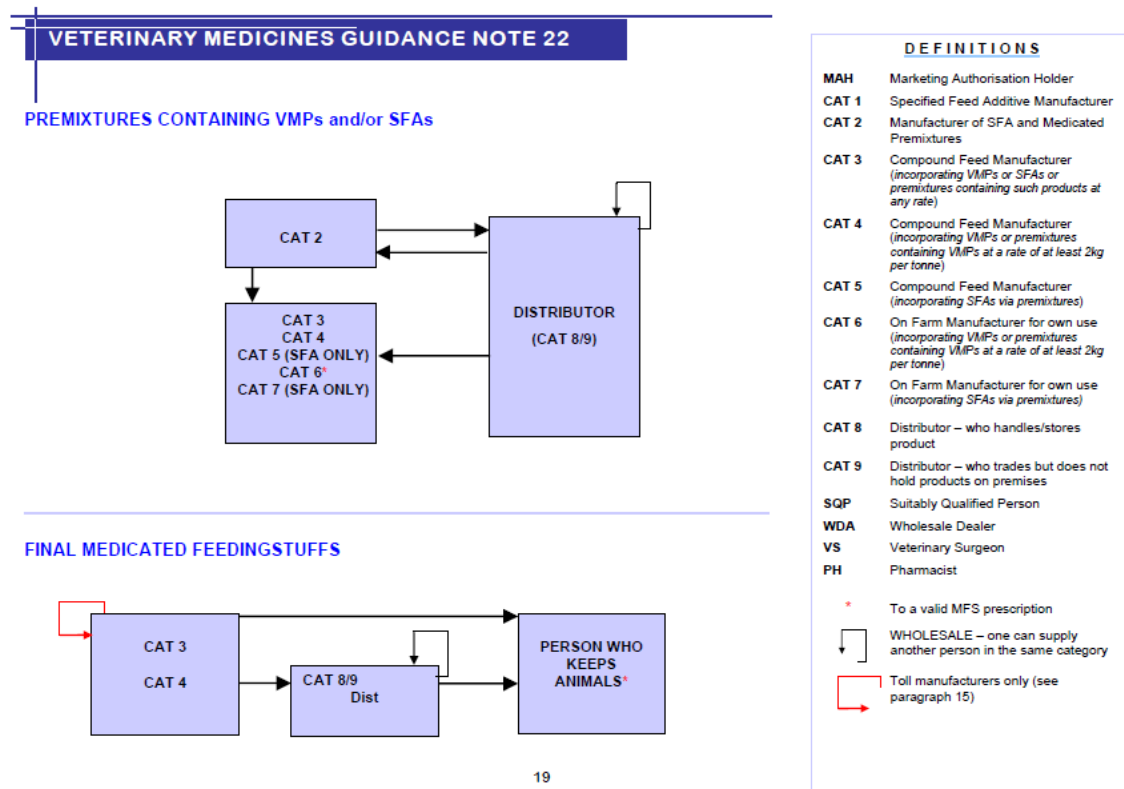 VETERINARY MEDICINES GUIDANCE NOTE 22
PREMIXTURES CONTAINING VMPs and/or SFAs
CAT 2
CAT 3
CAT 4
CAT 5 (SFA ONLY)
CAT 6*
CAT 7 (SFA ONLY)
DISTRIBUTOR
(CAT 8/9)
FINAL MEDICATED FEEDINGSTUFFS
CAT 3
CAT 4
CAT 8/9
Dist
PERSON WHO
KEEPS
ANIMALS*
19
DEFINITIONS
MAH Marketing Authorisation Holder
CAT 1 Specified Feed Additive Manufacturer
CAT 2 Manufacturer of SFA and Medicated
Premixtures
CAT 3 Compound Feed Manufacturer
(incorporating VMPs or SFAs or
premixtures containing such products at
any rate)
CAT 4 Compound Feed Manufacturer
(incorporating VMPs or premixtures
containing VMPs at a rate of at least 2kg
per tonne)
CAT 5 Compound Feed Manufacturer
(incorporating SFAs via premixtures)
CAT 6 On Farm Manufacturer for own use
(incorporating VMPs or premixtures
containing VMPs at a rate of at least 2kg
per tonne)
CAT 7 On Farm Manufacturer for own use
(incorporating SFAs via premixtures)
CAT 8 Distributor – who handles/stores
product
CAT 9 Distributor – who trades but does not
hold products on premises
SQP Suitably Qualified Person
WDA Wholesale Dealer
VS Veterinary Surgeon
PH Pharmacist
* To a valid MFS prescription
WHOLESALE – one can supply
another person in the same category
Toll manufacturers only (see
paragraph 15)